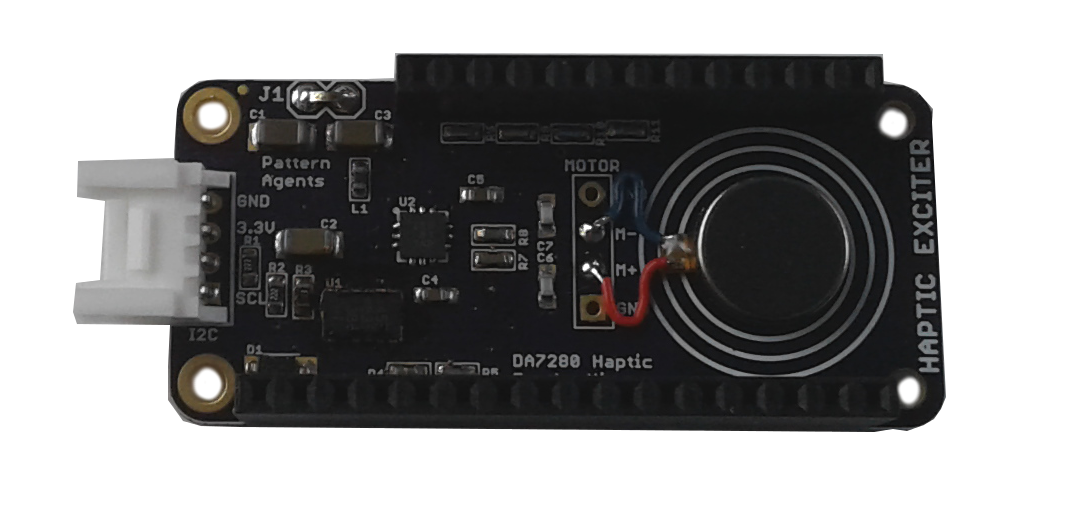 J1
C1
C3
Pattern
Agents
MOTOR
L1
C5
U2
GND
3.3V
C2
R1
R8
R7
C7
C6
M-
M+
R2
R3
C4
U1
SCL
I2C
D1
R5
DA7280 Haptic
HAPTIC EXCITER